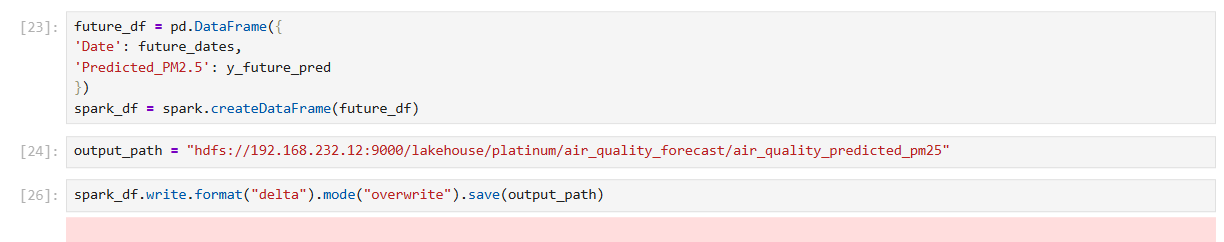 [23]: future_df = pd.DataFrame({
'Date': future_dates,
'Predicted_PM2.5': y_future_pred
})
spark_df = spark.createDataFrame(future_df)
[24]: output_path = "hdfs://192.168.232.12:9000/lakehouse/platinum/air_quality_forecast/air_quality_predicted_pm25"
[26]: spark_df.write.format("delta").mode("overwrite").save(output_path)